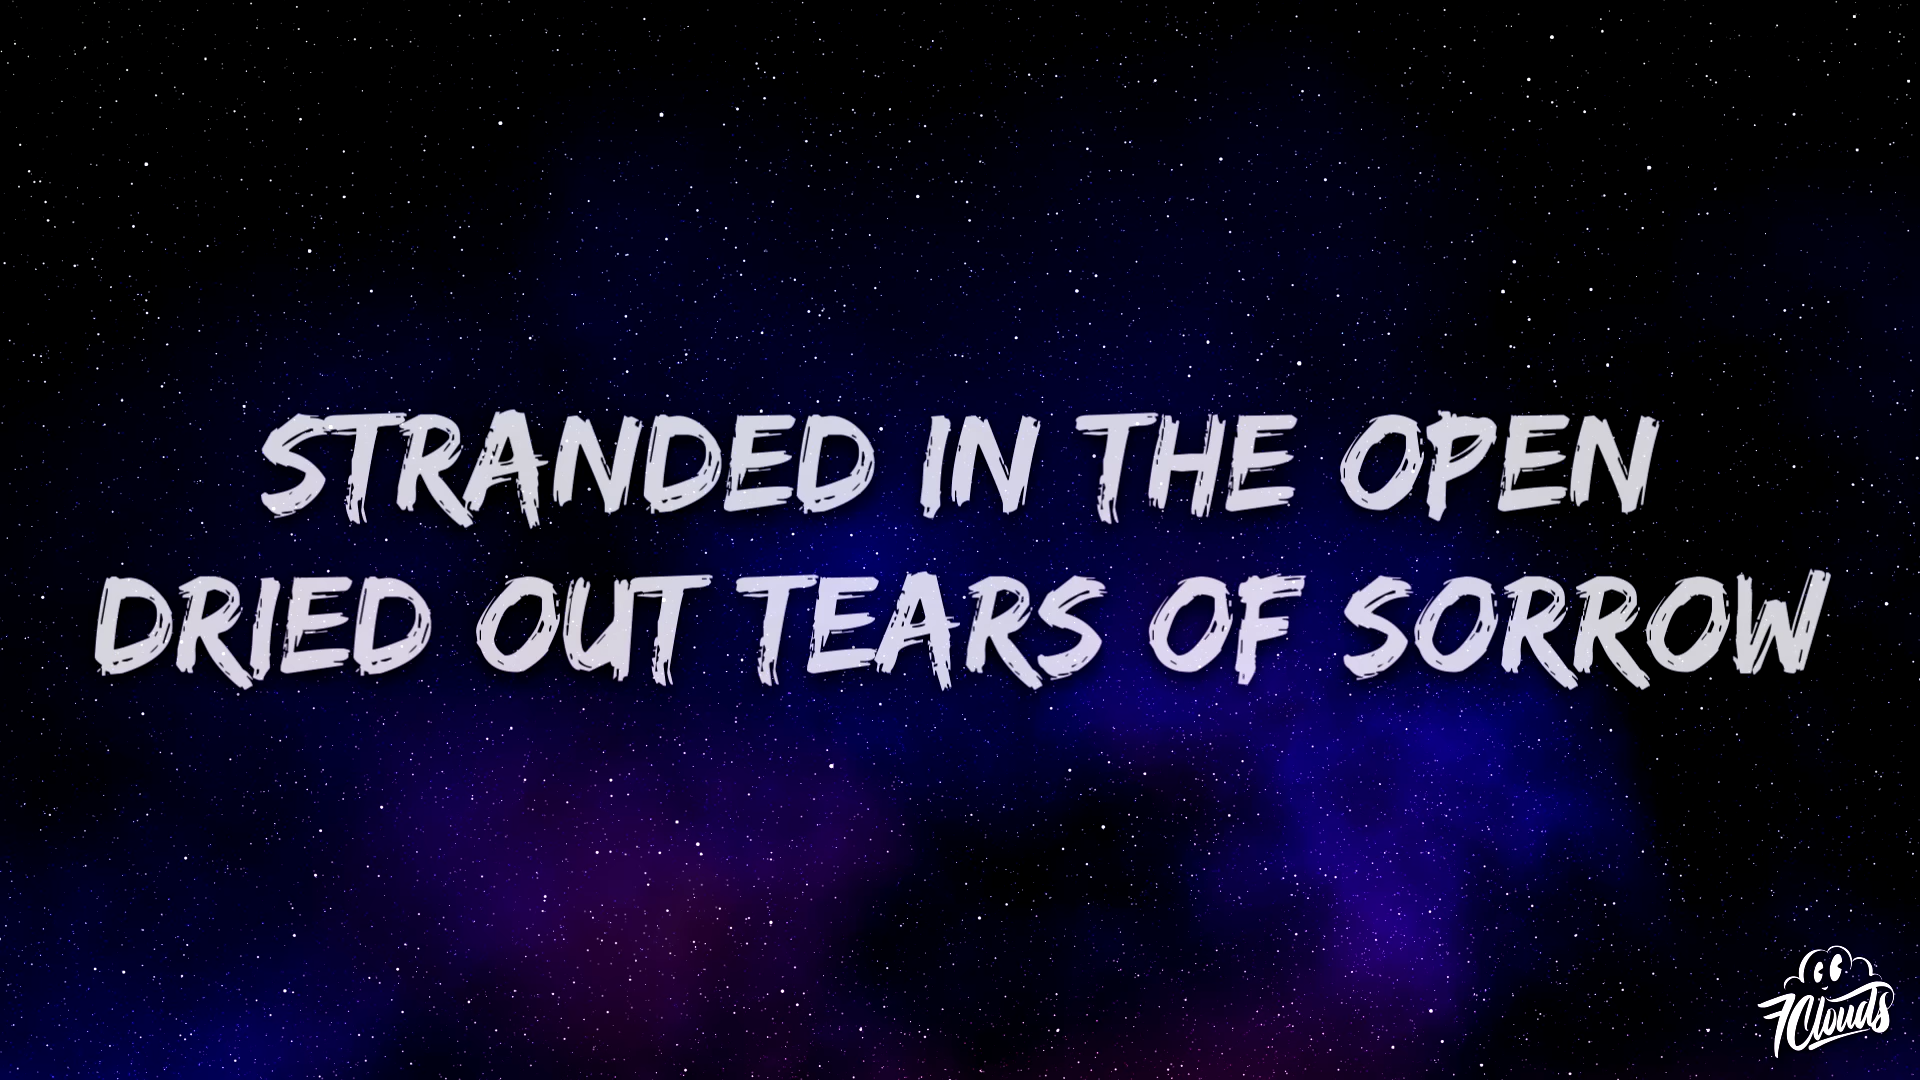 STRANDED IN THE OPEN
DRIED OUT TEARS OF SORROW
7Clouds